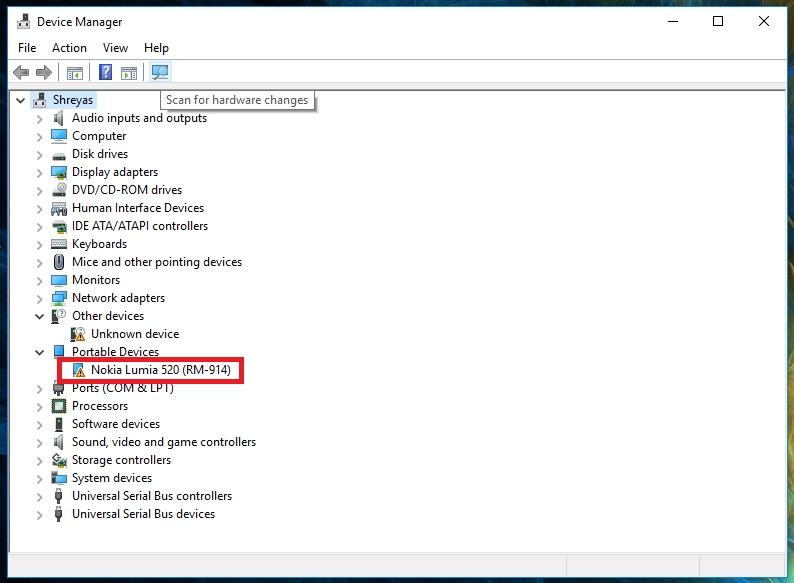 Device Manager
File Action View Help
?
Scan for hardware changes
Shreyas
Audio inputs and outputs
Computer
Disk drives
Display adapters
DVD/CD-ROM drives
Human Interface Devices
IDE ATA/ATAPI controllers
Keyboards
Mice and other pointing devices
Monitors
Network adapters
Other devices
Unknown device
Portable Devices
Nokia Lumia 520 (RM-914)
Ports (COM & LPT)
Processors
Software devices
Sound, video and game controllers
Storage controllers
System devices
Universal Serial Bus controllers
Universal Serial Bus devices